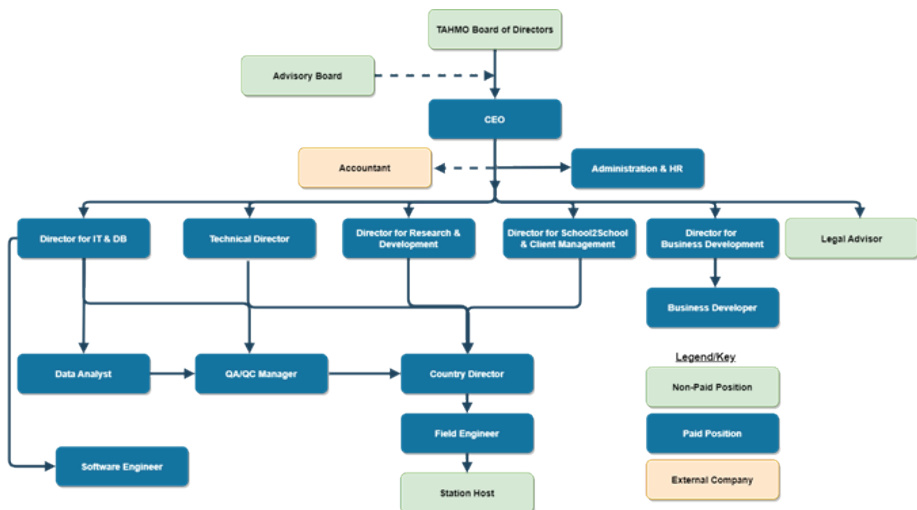 TAHMO Board of Directors
Advisory Board
CEO
Accountant
Administration & HR
Director for IT & DB
Technical Director
Director for Research &
Development
Director for School2School
& Client Management
Director for
Business Development
Legal Advisor
Business Developer
Data Analyst
QA/QC Manager
Country Director
Legend/Key
Non-Paid Position
Field Engineer
Paid Position
Software Engineer
Station Host
External Company